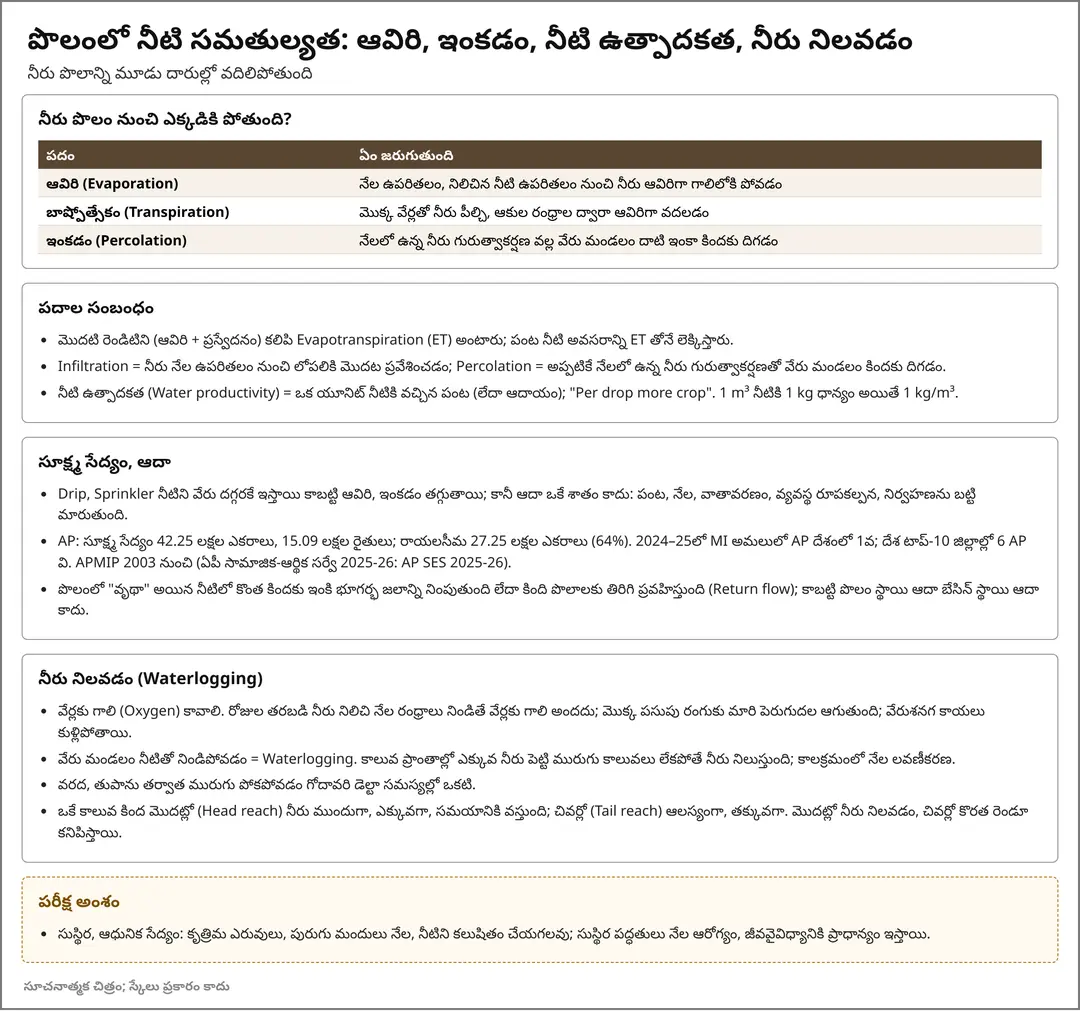 పొలంలో నీటి సమతుల్యత: ఆవిరి, ఇంకడం, నీటి ఉత్పాదకత, నీరు నిలవడం
నీరు పొలాన్ని మూడు దారుల్లో వదిలిపోతుంది
నీరు పొలం నుంచి ఎక్కడికి పోతుంది?
పదం ఏం జరుగుతుంది
ఆవిరి (Evaporation) నేల ఉపరితలం, నిలిచిన నీటి ఉపరితలం నుంచి నీరు ఆవిరిగా గాలిలోకి పోవడం
బాష్పోత్సేకం (Transpiration) మొక్క వేర్లతో నీరు పీల్చి, ఆకుల రంధ్రాల ద్వారా ఆవిరిగా వదలడం
ఇంకడం (Percolation) నేలలో ఉన్న నీరు గురుత్వాకర్షణ వల్ల వేరు మండలం దాటి ఇంకా కిందకు దిగడం
పదాల సంబంధం
• మొదటి రెండిటిని (ఆవిరి + ప్రస్వేదనం) కలిపి Evapotranspiration (ET) అంటారు; పంట నీటి అవసరాన్ని ET తోనే లెక్కిస్తారు.
• Infiltration = నీరు నేల ఉపరితలం నుంచి లోపలికి మొదట ప్రవేశించడం; Percolation = అప్పటికే నేలలో ఉన్న నీరు గురుత్వాకర్షణతో వేరు మండలం కిందకు దిగడం.
• నీటి ఉత్పాదకత (Water productivity) = ఒక యూనిట్ నీటికి వచ్చిన పంట (లేదా ఆదాయం); "Per drop more crop". 1 m³ నీటికి 1 kg ధాన్యం అయితే 1 kg/m³.
సూక్ష్మ సేద్యం, ఆదా
• Drip, Sprinkler నీటిని వేరు దగ్గరకే ఇస్తాయి కాబట్టి ఆవిరి, ఇంకడం తగ్గుతాయి; కానీ ఆదా ఒకే శాతం కాదు: పంట, నేల, వాతావరణం, వ్యవస్థ రూపకల్పన, నిర్వహణను బట్టి
మారుతుంది.
• AP: సూక్ష్మ సేద్యం 42.25 లక్షల ఎకరాలు, 15.09 లక్షల రైతులు; రాయలసీమ 27.25 లక్షల ఎకరాలు (64%). 2024–25లో MI అమలులో AP దేశంలో 1వ; దేశ టాప్-10 జిల్లాల్లో 6 AP
వి. APMIP 2003 నుంచి (ఏపీ సామాజిక-ఆర్థిక సర్వే 2025-26: AP SES 2025-26).
• పొలంలో "వృథా" అయిన నీటిలో కొంత కిందకు ఇంకి భూగర్భ జలాన్ని నింపుతుంది లేదా కింది పొలాలకు తిరిగి ప్రవహిస్తుంది (Return flow); కాబట్టి పొలం స్థాయి ఆదా బేసిన్ స్థాయి ఆదా
కాదు.
నీరు నిలవడం (Waterlogging)
• వేర్లకు గాలి (Oxygen) కావాలి. రోజుల తరబడి నీరు నిలిచి నేల రంధ్రాలు నిండితే వేర్లకు గాలి అందదు; మొక్క పసుపు రంగుకు మారి పెరుగుదల ఆగుతుంది; వేరుశనగ కాయలు
కుళ్లిపోతాయి.
• వేరు మండలం నీటితో నిండిపోవడం = Waterlogging. కాలువ ప్రాంతాల్లో ఎక్కువ నీరు పెట్టి మురుగు కాలువలు లేకపోతే నీరు నిలుస్తుంది; కాలక్రమంలో నేల లవణీకరణ.
• వరద, తుపాను తర్వాత మురుగు పోకపోవడం గోదావరి డెల్టా సమస్యల్లో ఒకటి.
• ఒకే కాలువ కింద మొదట్లో (Head reach) నీరు ముందుగా, ఎక్కువగా, సమయానికి వస్తుంది; చివర్లో (Tail reach) ఆలస్యంగా, తక్కువగా. మొదట్లో నీరు నిలవడం, చివర్లో కొరత రెండూ
కనిపిస్తాయి.
పరీక్ష అంశం
• సుస్థిర, ఆధునిక సేద్యం: కృత్రిమ ఎరువులు, పురుగు మందులు నేల, నీటిని కలుషితం చేయగలవు; సుస్థిర పద్ధతులు నేల ఆరోగ్యం, జీవవైవిధ్యానికి ప్రాధాన్యం ఇస్తాయి.
సూచనాత్మక చిత్రం; స్కేలు ప్రకారం కాదు